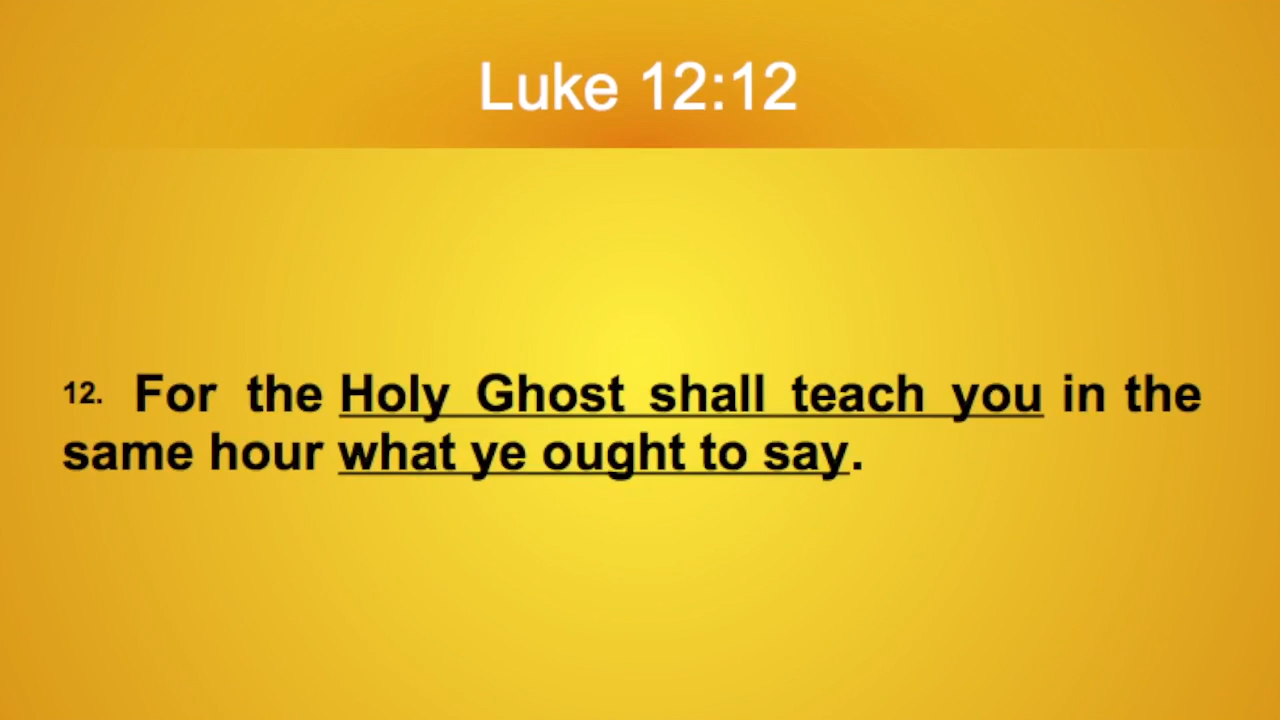 Luke 12:12
12. For the Holy Ghost shall teach you in the
same hour what ye ought to say.